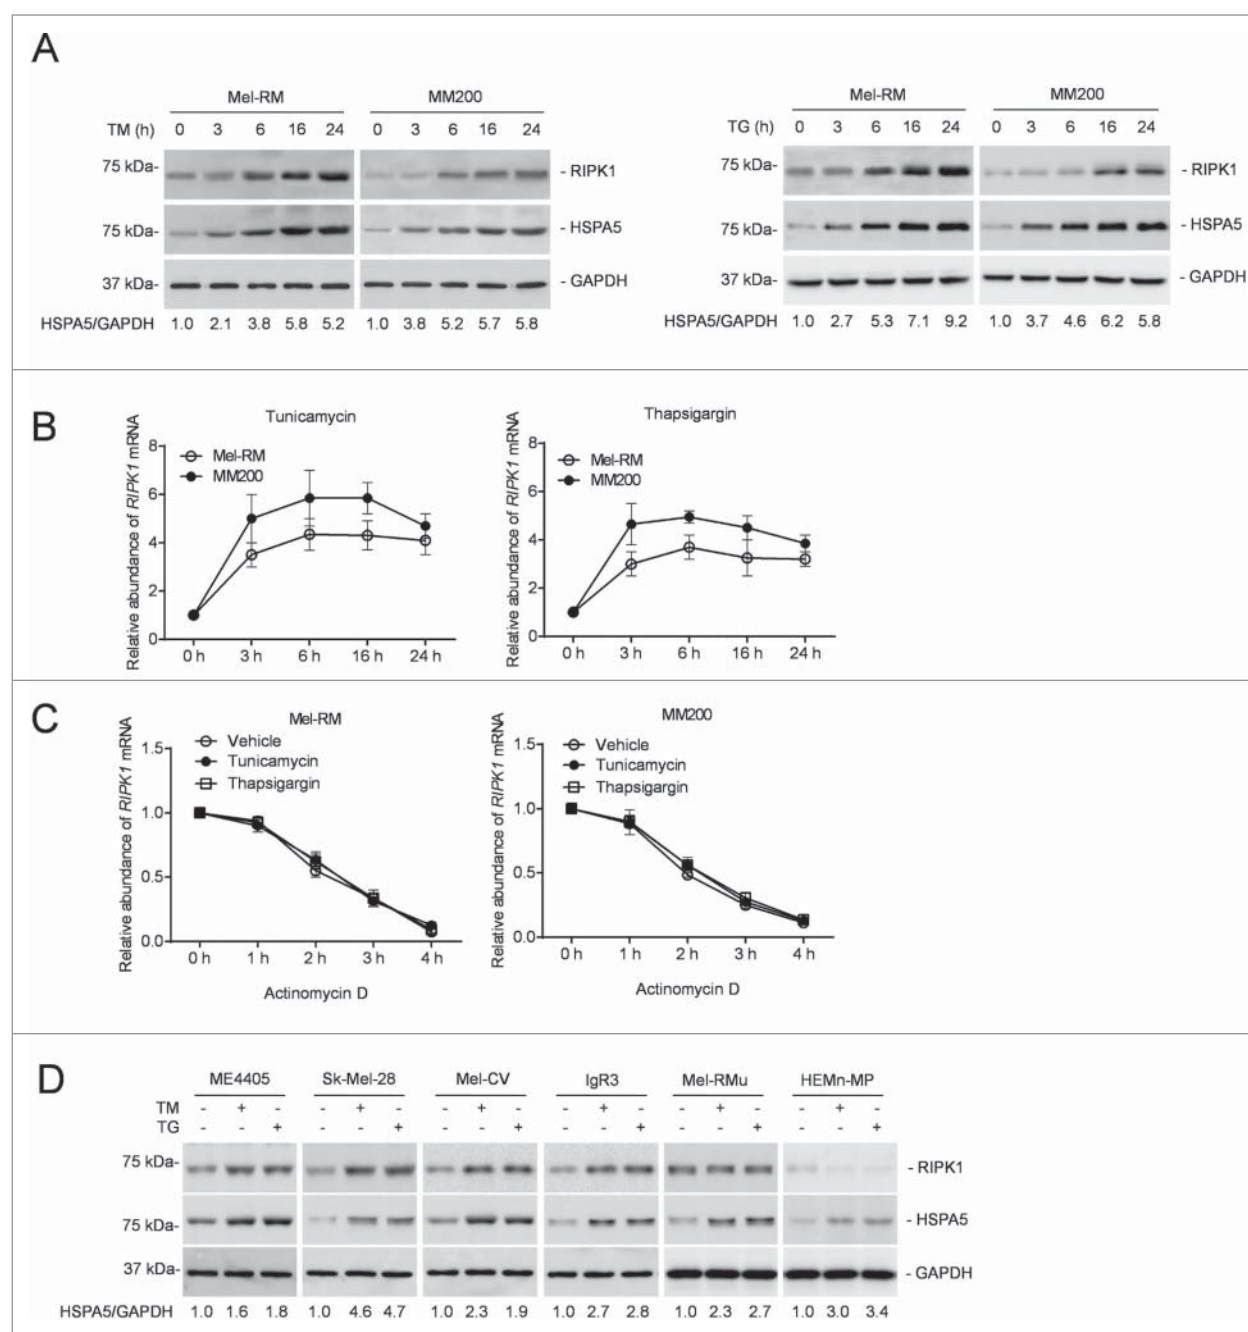 A
Mel-RM MM200
TM (h) 0 3 6 16 24 0 3 6 16 24
75 kDa- - RIPK1
75 kDa- - HSPA5
37 kDa- - GAPDH
HSPA5/GAPDH 1.0 2.1 3.8 5.8 5.2 1.0 3.8 5.2 5.7 5.8
Mel-RM MM200
TG (h) 0 3 6 16 24 0 3 6 16 24
75 kDa- - RIPK1
75 kDa- - HSPA5
37 kDa- - GAPDH
HSPA5/GAPDH 1.0 2.7 5.3 7.1 9.2 1.0 3.7 4.6 6.2 5.8
B
Tunicamycin
Relative abundance of RIPK1 mRNA
8
6
4
2
0
Mel-RM
MM200
0 h 3 h 6 h 16 h 24 h
Thapsigargin
Relative abundance of RIPK1 mRNA
8
6
4
2
0
Mel-RM
MM200
0 h 3 h 6 h 16 h 24 h
C
Mel-RM
Relative abundance of RIPK1 mRNA
1.5
1.0
0.5
0.0
Vehicle
Tunicamycin
Thapsigargin
0 h 1 h 2 h 3 h 4 h
Actinomycin D
MM200
Relative abundance of RIPK1 mRNA
1.5
1.0
0.5
0.0
Vehicle
Tunicamycin
Thapsigargin
0 h 1 h 2 h 3 h 4 h
Actinomycin D
D
ME4405 Sk-Mel-28 Mel-CV IgR3 Mel-RMu HEMn-MP
TM - + - - + - - + - - + - - + - - + -
TG - - + - - + - - + - - + - - + - - +
75 kDa- - RIPK1
75 kDa- - HSPA5
37 kDa- - GAPDH
HSPA5/GAPDH 1.0 1.6 1.8 1.0 4.6 4.7 1.0 2.3 1.9 1.0 2.7 2.8 1.0 2.3 2.7 1.0 3.0 3.4